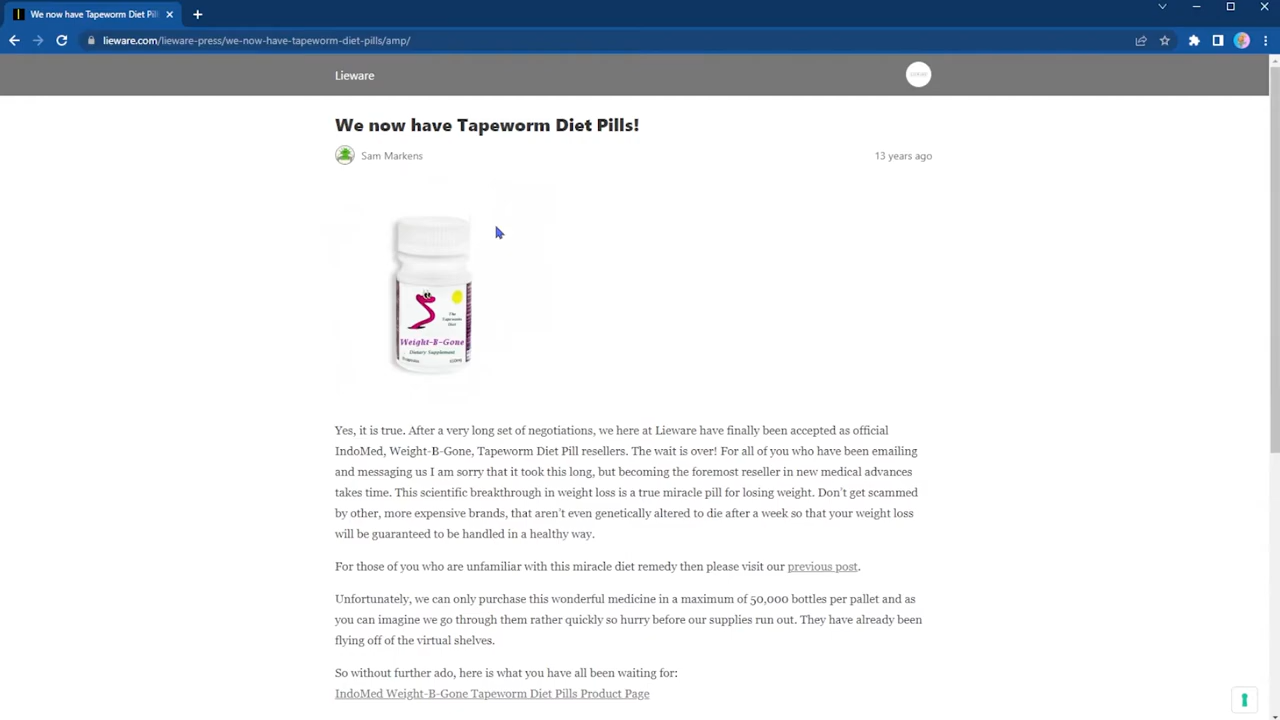 We now have Tapeworm Diet Pill
lieware.com/lieware-press/we-now-have-tapeworm-diet-pills/amp/
Lieware
We now have Tapeworm Diet Pills!
Sam Markens
13 years ago
The
Tapeworm
Diet
Weight-B-Gone
Dietary Supplement
Yes, it is true. After a very long set of negotiations, we here at Lieware have finally been accepted as official
IndoMed, Weight-B-Gone, Tapeworm Diet Pill resellers. The wait is over! For all of you who have been emailing
and messaging us I am sorry that it took this long, but becoming the foremost reseller in new medical advances
takes time. This scientific breakthrough in weight loss is a true miracle pill for losing weight. Don't get scammed
by other, more expensive brands, that aren't even genetically altered to die after a week so that your weight loss
will be guaranteed to be handled in a healthy way.
For those of you who are unfamiliar with this miracle diet remedy then please visit our previous post.
Unfortunately, we can only purchase this wonderful medicine in a maximum of 50,000 bottles per pallet and as
you can imagine we go through them rather quickly so hurry before our supplies run out. They have already been
flying off of the virtual shelves.
So without further ado, here is what you have all been waiting for:
IndoMed Weight-B-Gone Tapeworm Diet Pills Product Page